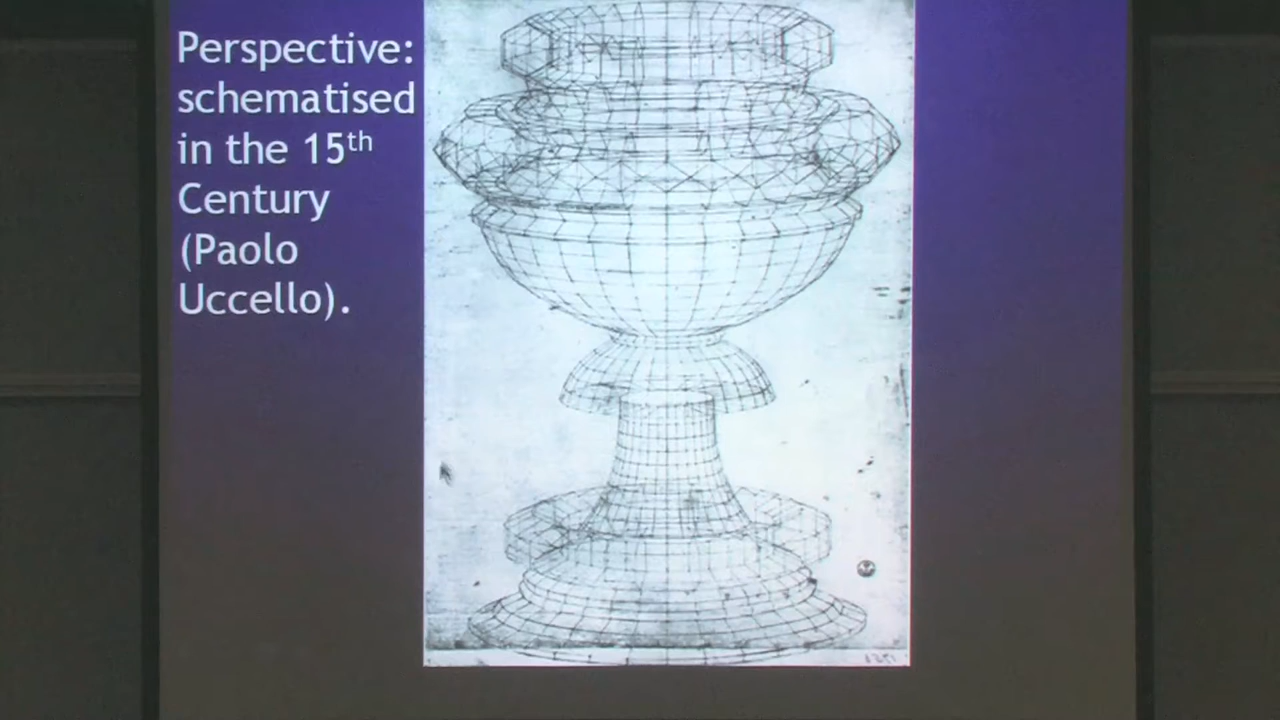 Perspective:
schematised
in the 15th
Century
(Paolo
Uccello).